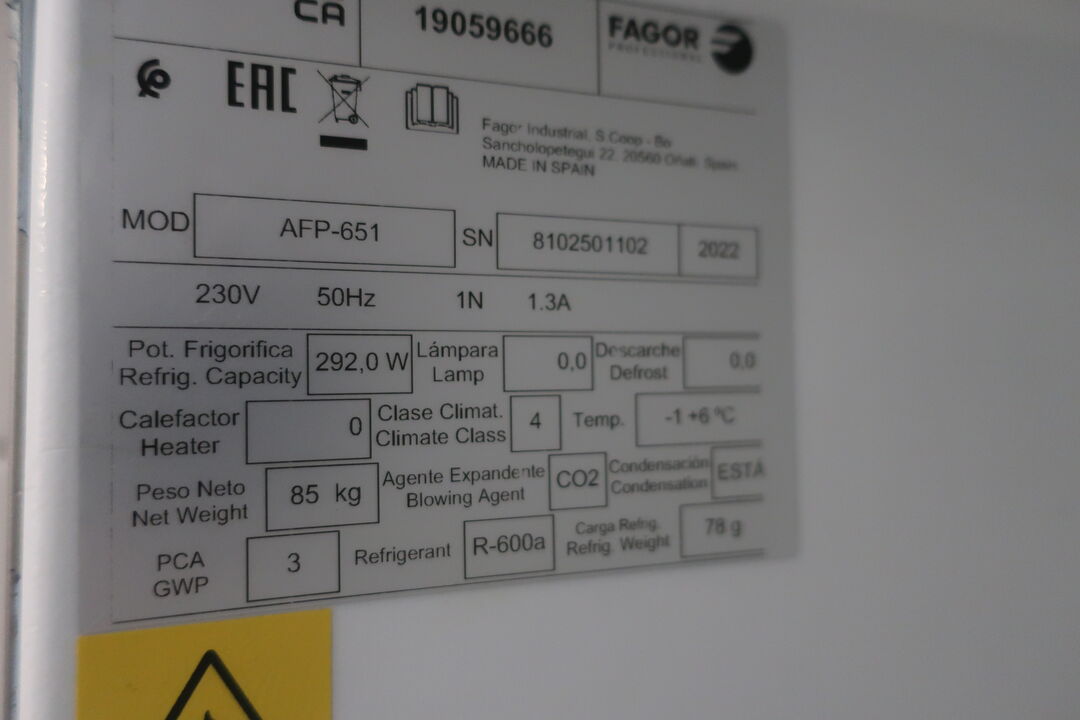 CA
19059666
FAGOR
PROFESSIONAL
EAC
Fagor Industrial, S Coop - Bo
Sancholopetegui 22, 20560 Oñati Spain
MADE IN SPAIN
MOD AFP-651 SN 8102501102 2022
230V 50Hz 1N 1.3A
Pot. Frigorifica
Refrig. Capacity
292,0 W
Lámpara
Lamp
0,0
Descarche
Defrost
0,0
Calefactor
Heater
0
Clase Climat.
Climate Class
4
Temp.
-1 +6 ºC
Peso Neto
Net Weight
85 kg
Agente Expandente
Blowing Agent
CO2
Condensación
Condensation
ESTÁ
PCA
GWP
3
Refrigerant
R-600a
Carga Refrig.
Refrig. Weight
78 g